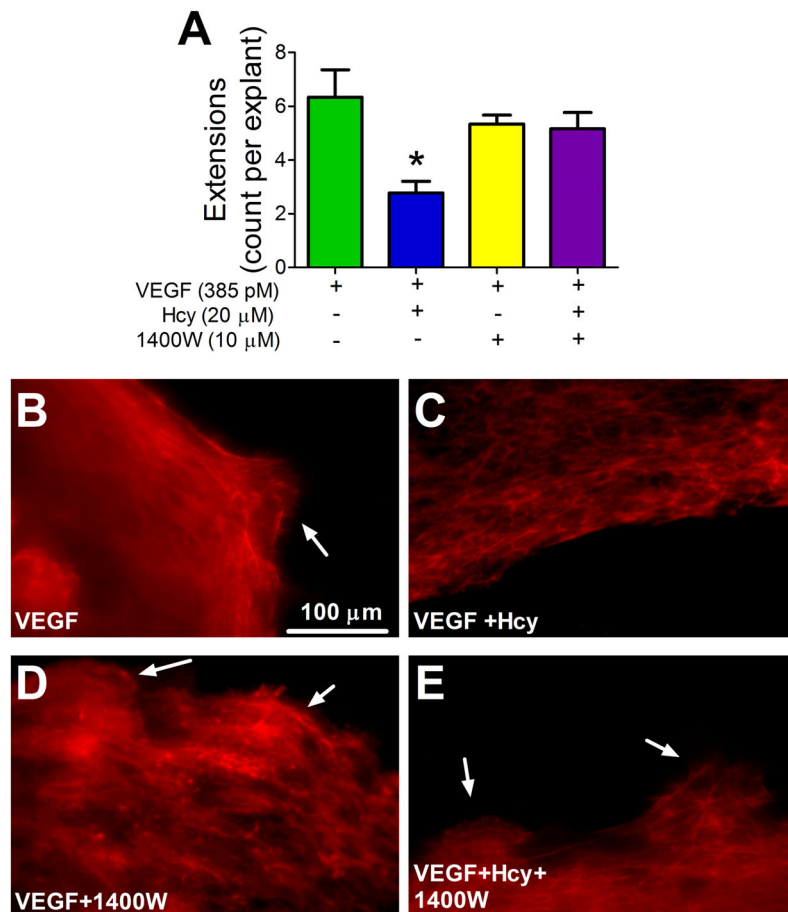 A
Extensions
(count per explant)
8
6
4
2
0
*
VEGF (385 pM) + + + +
Hcy (20 μM) - + - +
1400W (10 μM) - - + +
B
VEGF
100 μm
C
VEGF +Hcy
D
VEGF+1400W
E
VEGF+Hcy+
1400W